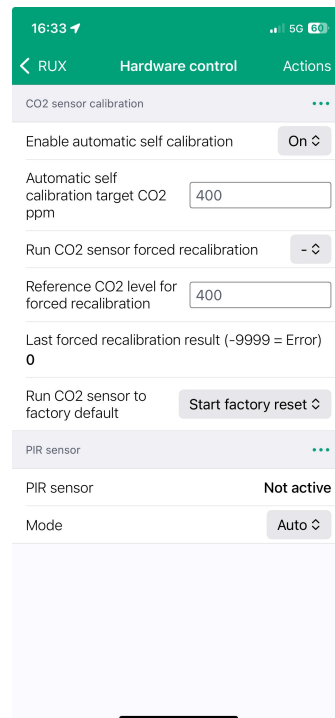 16:33 5G 60
RUX Hardware control Actions
CO2 sensor calibration
Enable automatic self calibration On
Automatic self
calibration target CO2 400
ppm
Run CO2 sensor forced recalibration -
Reference CO2 level for
forced recalibration 400
Last forced recalibration result (-9999 = Error)
0
Run CO2 sensor to
factory default Start factory reset
PIR sensor
PIR sensor Not active
Mode Auto